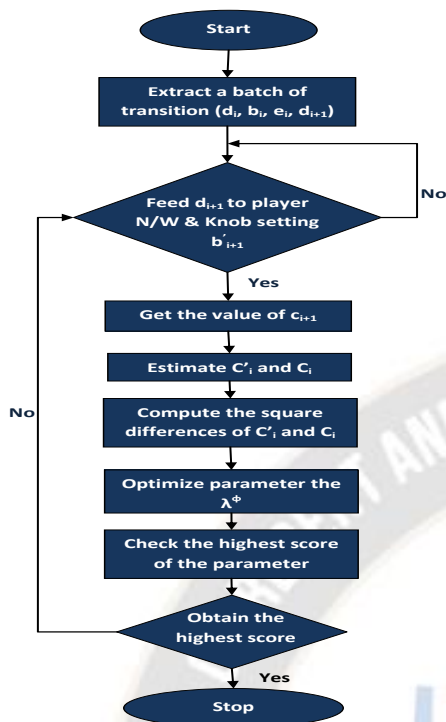 Start
Extract a batch of
transition (dᵢ, bᵢ, eᵢ, dᵢ₊₁)
No
Feed dᵢ₊₁ to player
N/W & Knob setting
b'ᵢ₊₁
Yes
Get the value of cᵢ₊₁
Estimate C'ᵢ and Cᵢ
No
Compute the square
differences of C'ᵢ and Cᵢ
Optimize parameter the
λᶲ
Check the highest score
of the parameter
Obtain the
highest score
Yes
Stop